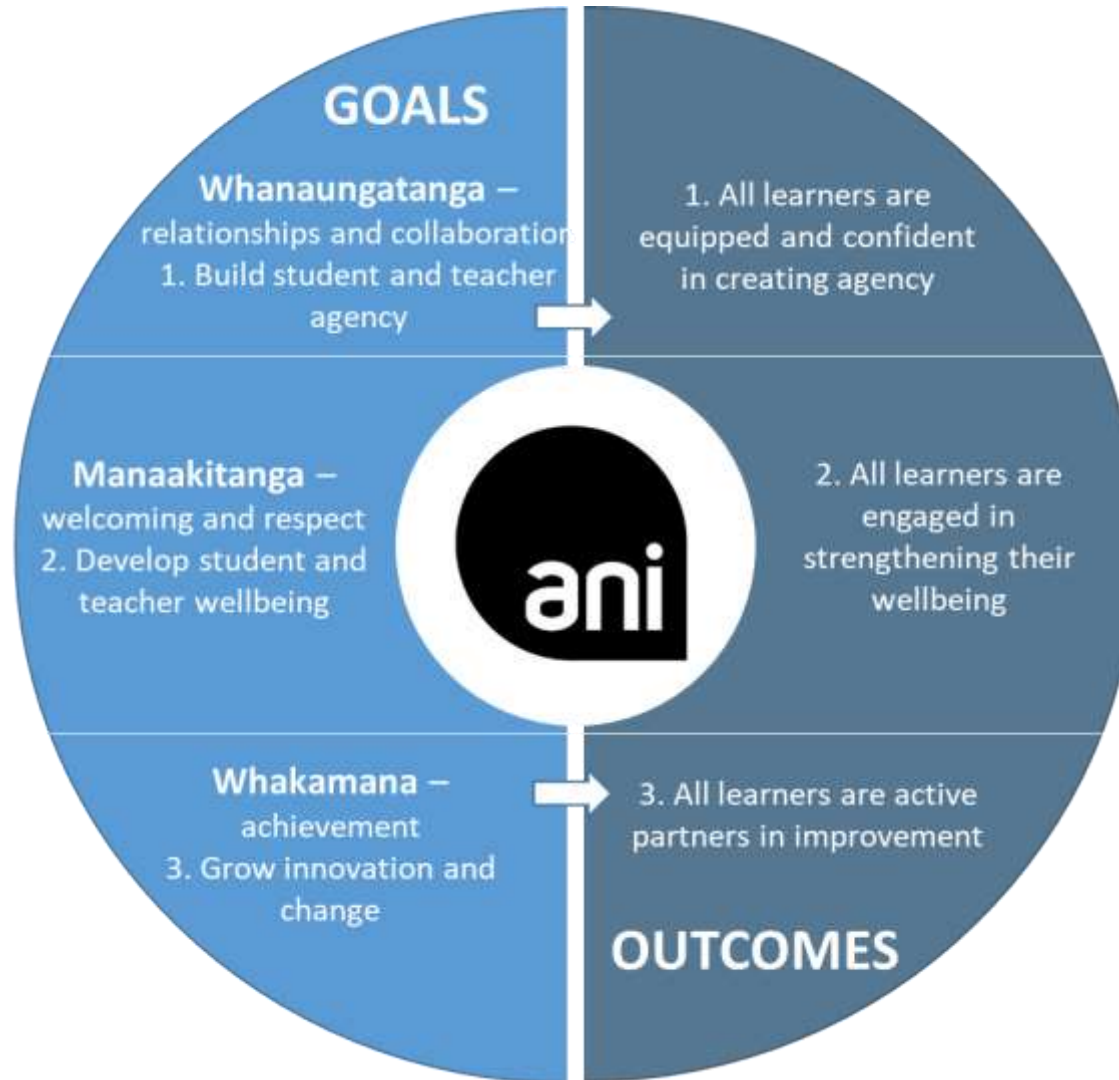 GOALS
Whanaungatanga –
relationships and collaboration
1. Build student and teacher
agency
Manaakitanga –
welcoming and respect
2. Develop student and
teacher wellbeing
Whakamana –
achievement
3. Grow innovation and
change
ani
1. All learners are
equipped and confident
in creating agency
2. All learners are
engaged in
strengthening their
wellbeing
3. All learners are active
partners in improvement
OUTCOMES